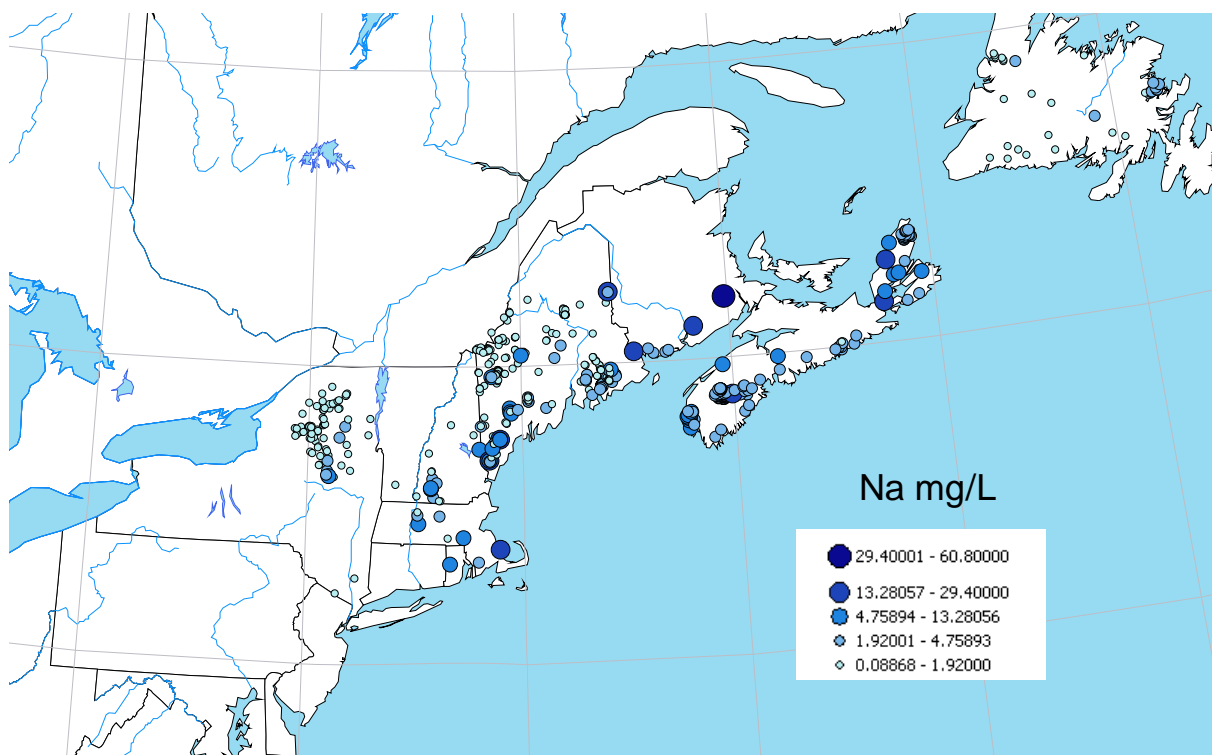 Na mg/L
29.40001 - 60.80000
13.28057 - 29.40000
4.75894 - 13.28056
1.92001 - 4.75893
0.08868 - 1.92000